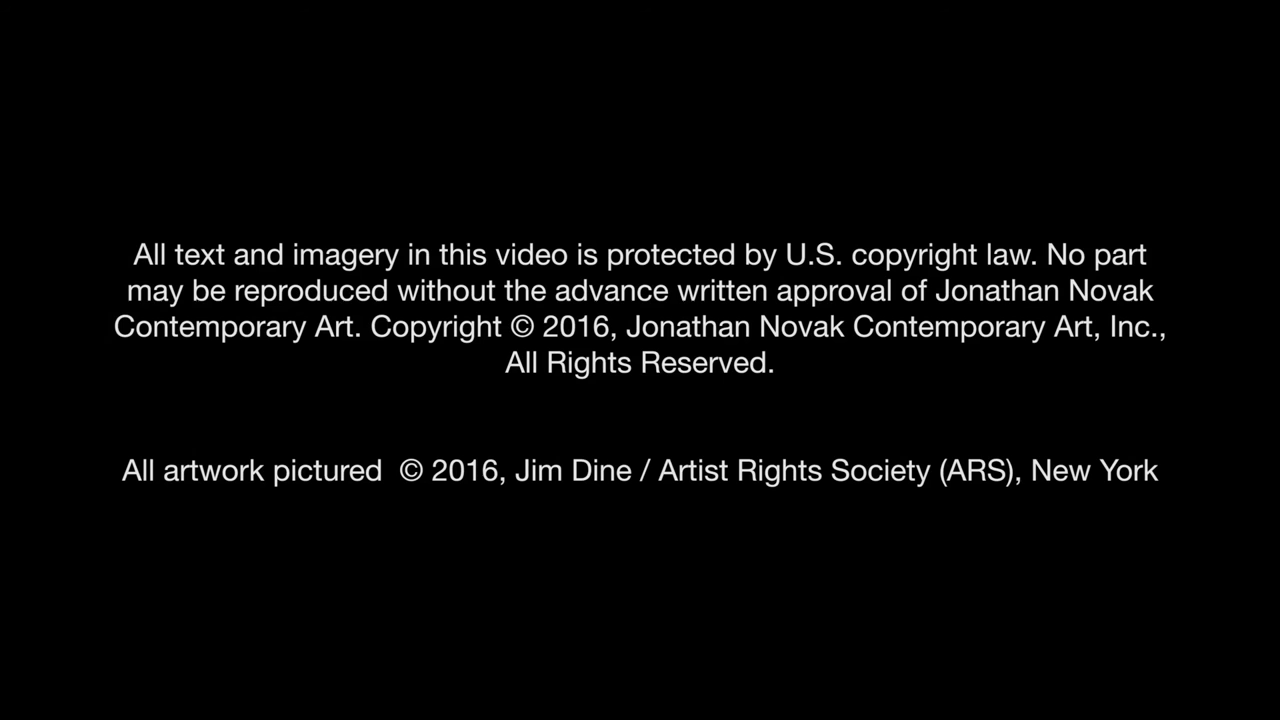 All text and imagery in this video is protected by U.S. copyright law. No part
may be reproduced without the advance written approval of Jonathan Novak
Contemporary Art. Copyright © 2016, Jonathan Novak Contemporary Art, Inc.,
All Rights Reserved.
All artwork pictured  © 2016, Jim Dine / Artist Rights Society (ARS), New York